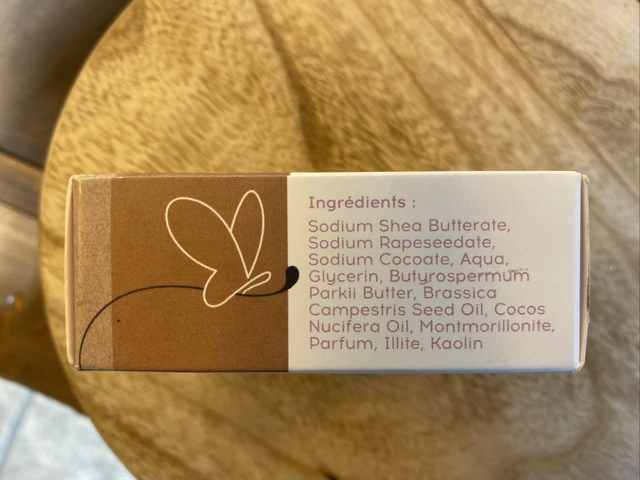 Ingrédients :
Sodium Shea Butterate,
Sodium Rapeseedate,
Sodium Cocoate, Aqua,
Glycerin, Butyrospermum
Parkii Butter, Brassica
Campestris Seed Oil, Cocos
Nucifera Oil, Montmorillonite,
Parfum, Illite, Kaolin